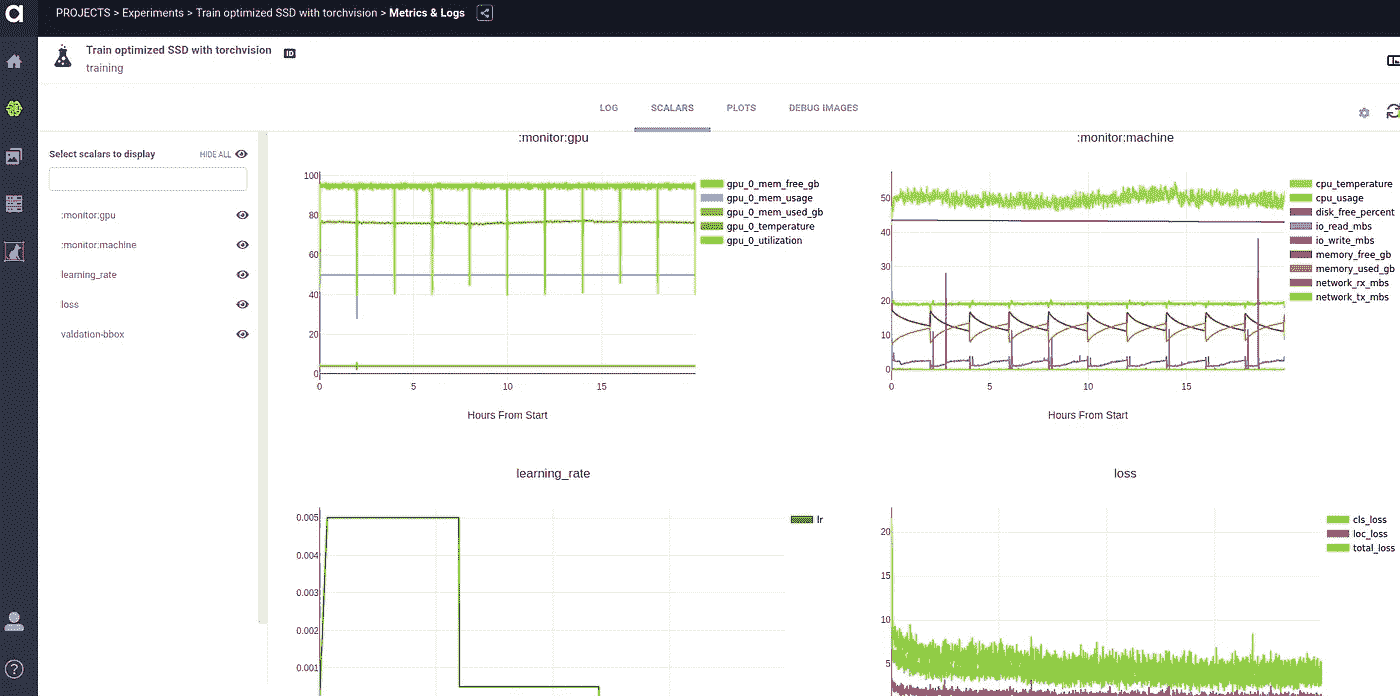 a
PROJECTS > Experiments > Train optimized SSD with torchvision > Metrics & Logs
Train optimized SSD with torchvision ID
training
LOG SCALARS PLOTS DEBUG IMAGES
Select scalars to display HIDE ALL
:monitor:gpu
:monitor:machine
learning_rate
loss
valdation-bbox
:monitor:gpu
100
80
60
40
20
0
0 5 10 15
Hours From Start
gpu_0_mem_free_gb
gpu_0_mem_usage
gpu_0_mem_used_gb
gpu_0_temperature
gpu_0_utilization
:monitor:machine
50
40
30
20
10
0
0 5 10 15
Hours From Start
cpu_temperature
cpu_usage
disk_free_percent
io_read_mbs
io_write_mbs
memory_free_gb
memory_used_gb
network_rx_mbs
network_tx_mbs
learning_rate
0.005
0.004
0.003
0.002
0.001
lr
loss
20
15
10
5
cls_loss
loc_loss
total_loss
?